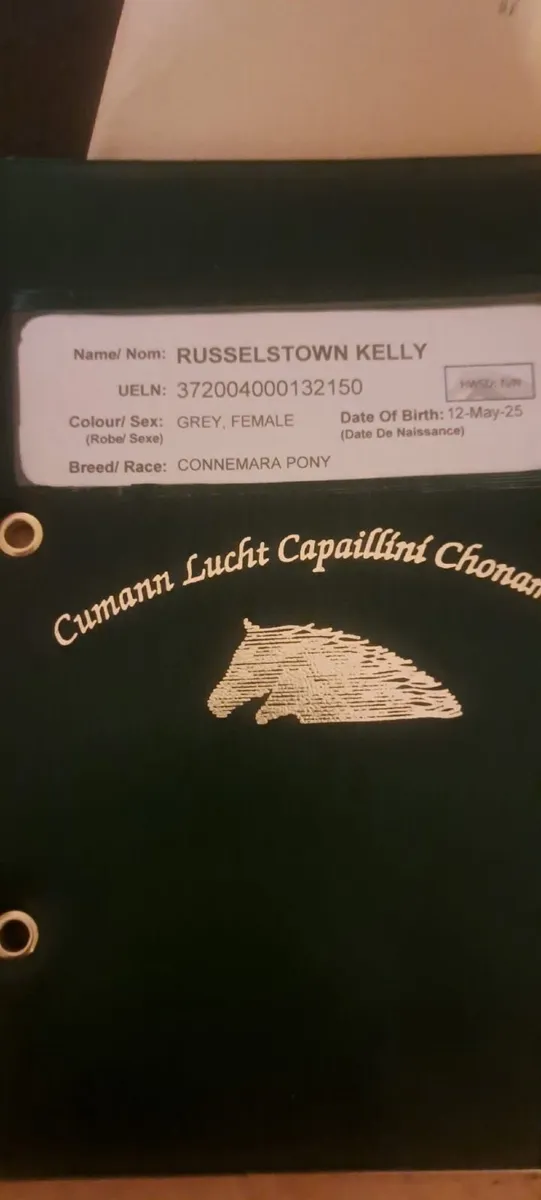 Name/ Nom: RUSSELSTOWN KELLY
UELN: 372004000132150
HWSD: N/N
Colour/ Sex: GREY, FEMALE Date Of Birth: 12-May-25
(Robe/ Sexe) (Date De Naissance)
Breed/ Race: CONNEMARA PONY
Cumann Lucht Capaillíní Chonam